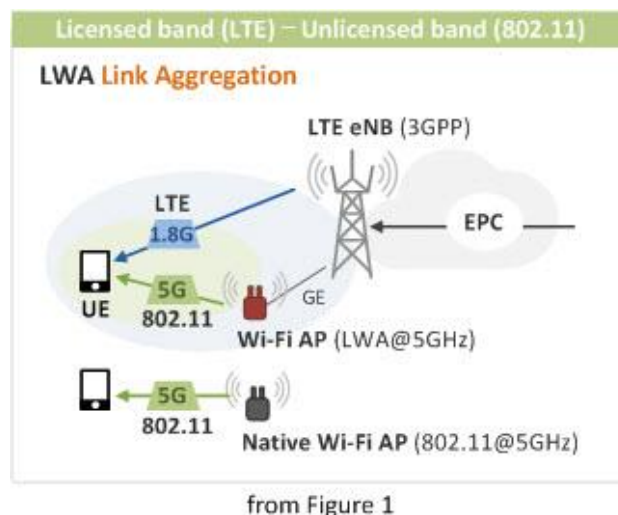 Licensed band (LTE) – Unlicensed band (802.11)
LWA Link Aggregation
LTE eNB (3GPP)
LTE
1.8G
EPC
UE
5G
802.11
GE
Wi-Fi AP (LWA@5GHz)
5G
802.11
Native Wi-Fi AP (802.11@5GHz)
from Figure 1